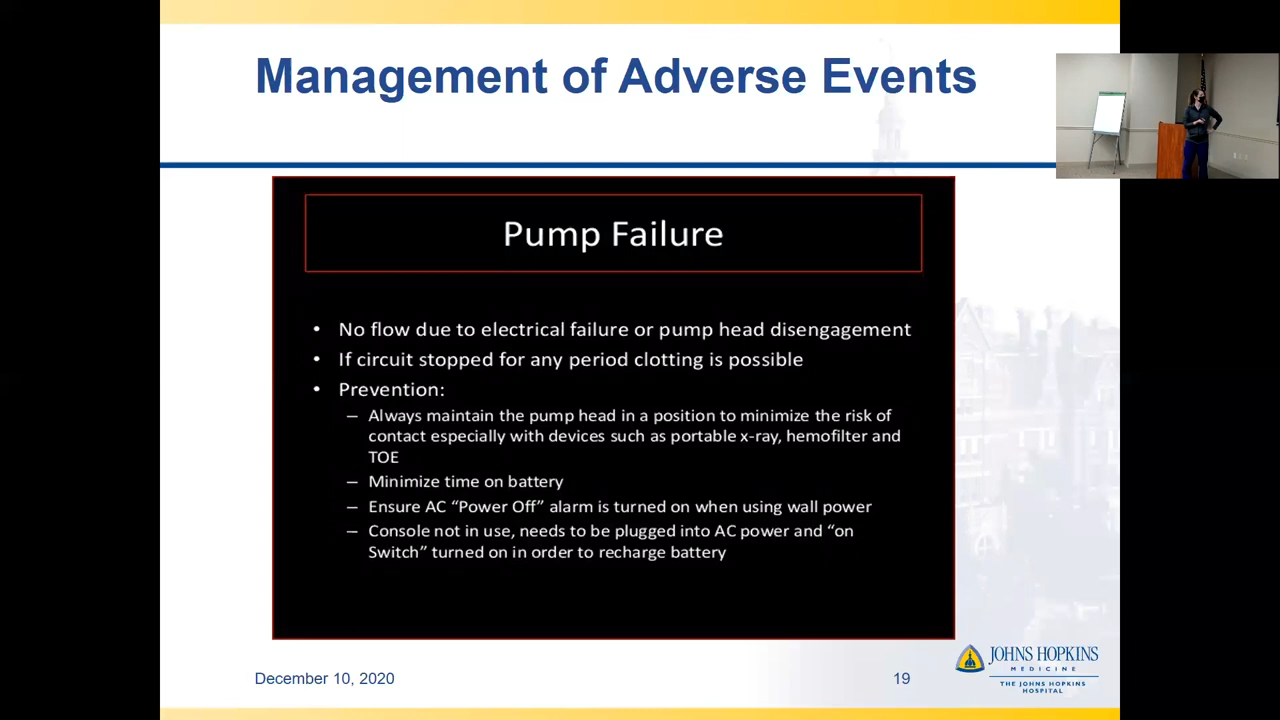 Management of Adverse Events
Pump Failure
• No flow due to electrical failure or pump head disengagement
• If circuit stopped for any period clotting is possible
• Prevention:
– Always maintain the pump head in a position to minimize the risk of
contact especially with devices such as portable x-ray, hemofilter and
TOE
– Minimize time on battery
– Ensure AC “Power Off” alarm is turned on when using wall power
– Console not in use, needs to be plugged into AC power and “on
Switch” turned on in order to recharge battery
December 10, 2020
19
JOHNS HOPKINS
MEDICINE
THE JOHNS HOPKINS
HOSPITAL